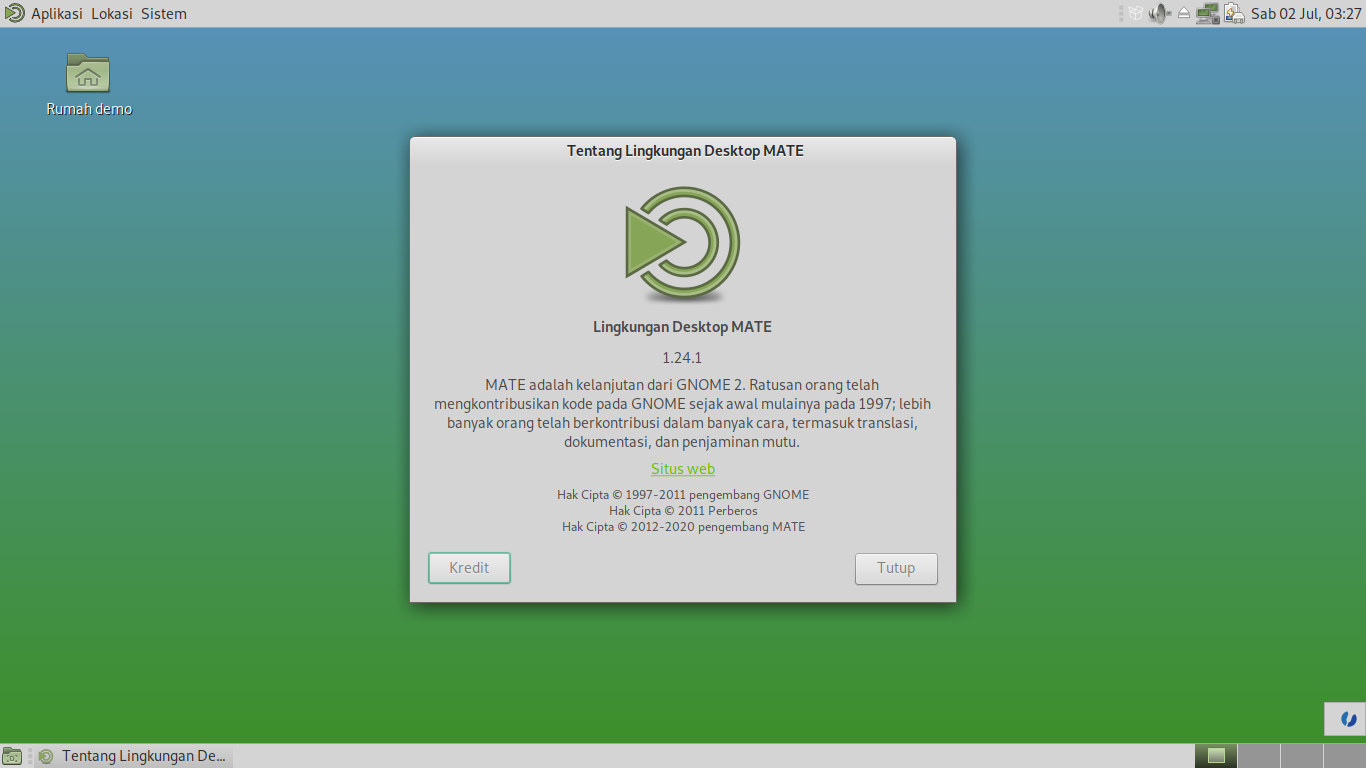 Aplikasi Lokasi Sistem
Sab 02 Jul, 03:27
Rumah demo
Tentang Lingkungan Desktop MATE
Lingkungan Desktop MATE
1.24.1
MATE adalah kelanjutan dari GNOME 2. Ratusan orang telah
mengkontribusikan kode pada GNOME sejak awal mulainya pada 1997; lebih
banyak orang telah berkontribusi dalam banyak cara, termasuk translasi,
dokumentasi, dan penjaminan mutu.
Situs web
Hak Cipta © 1997-2011 pengembang GNOME
Hak Cipta © 2011 Perberos
Hak Cipta © 2012-2020 pengembang MATE
Kredit
Tutup
Tentang Lingkungan De...